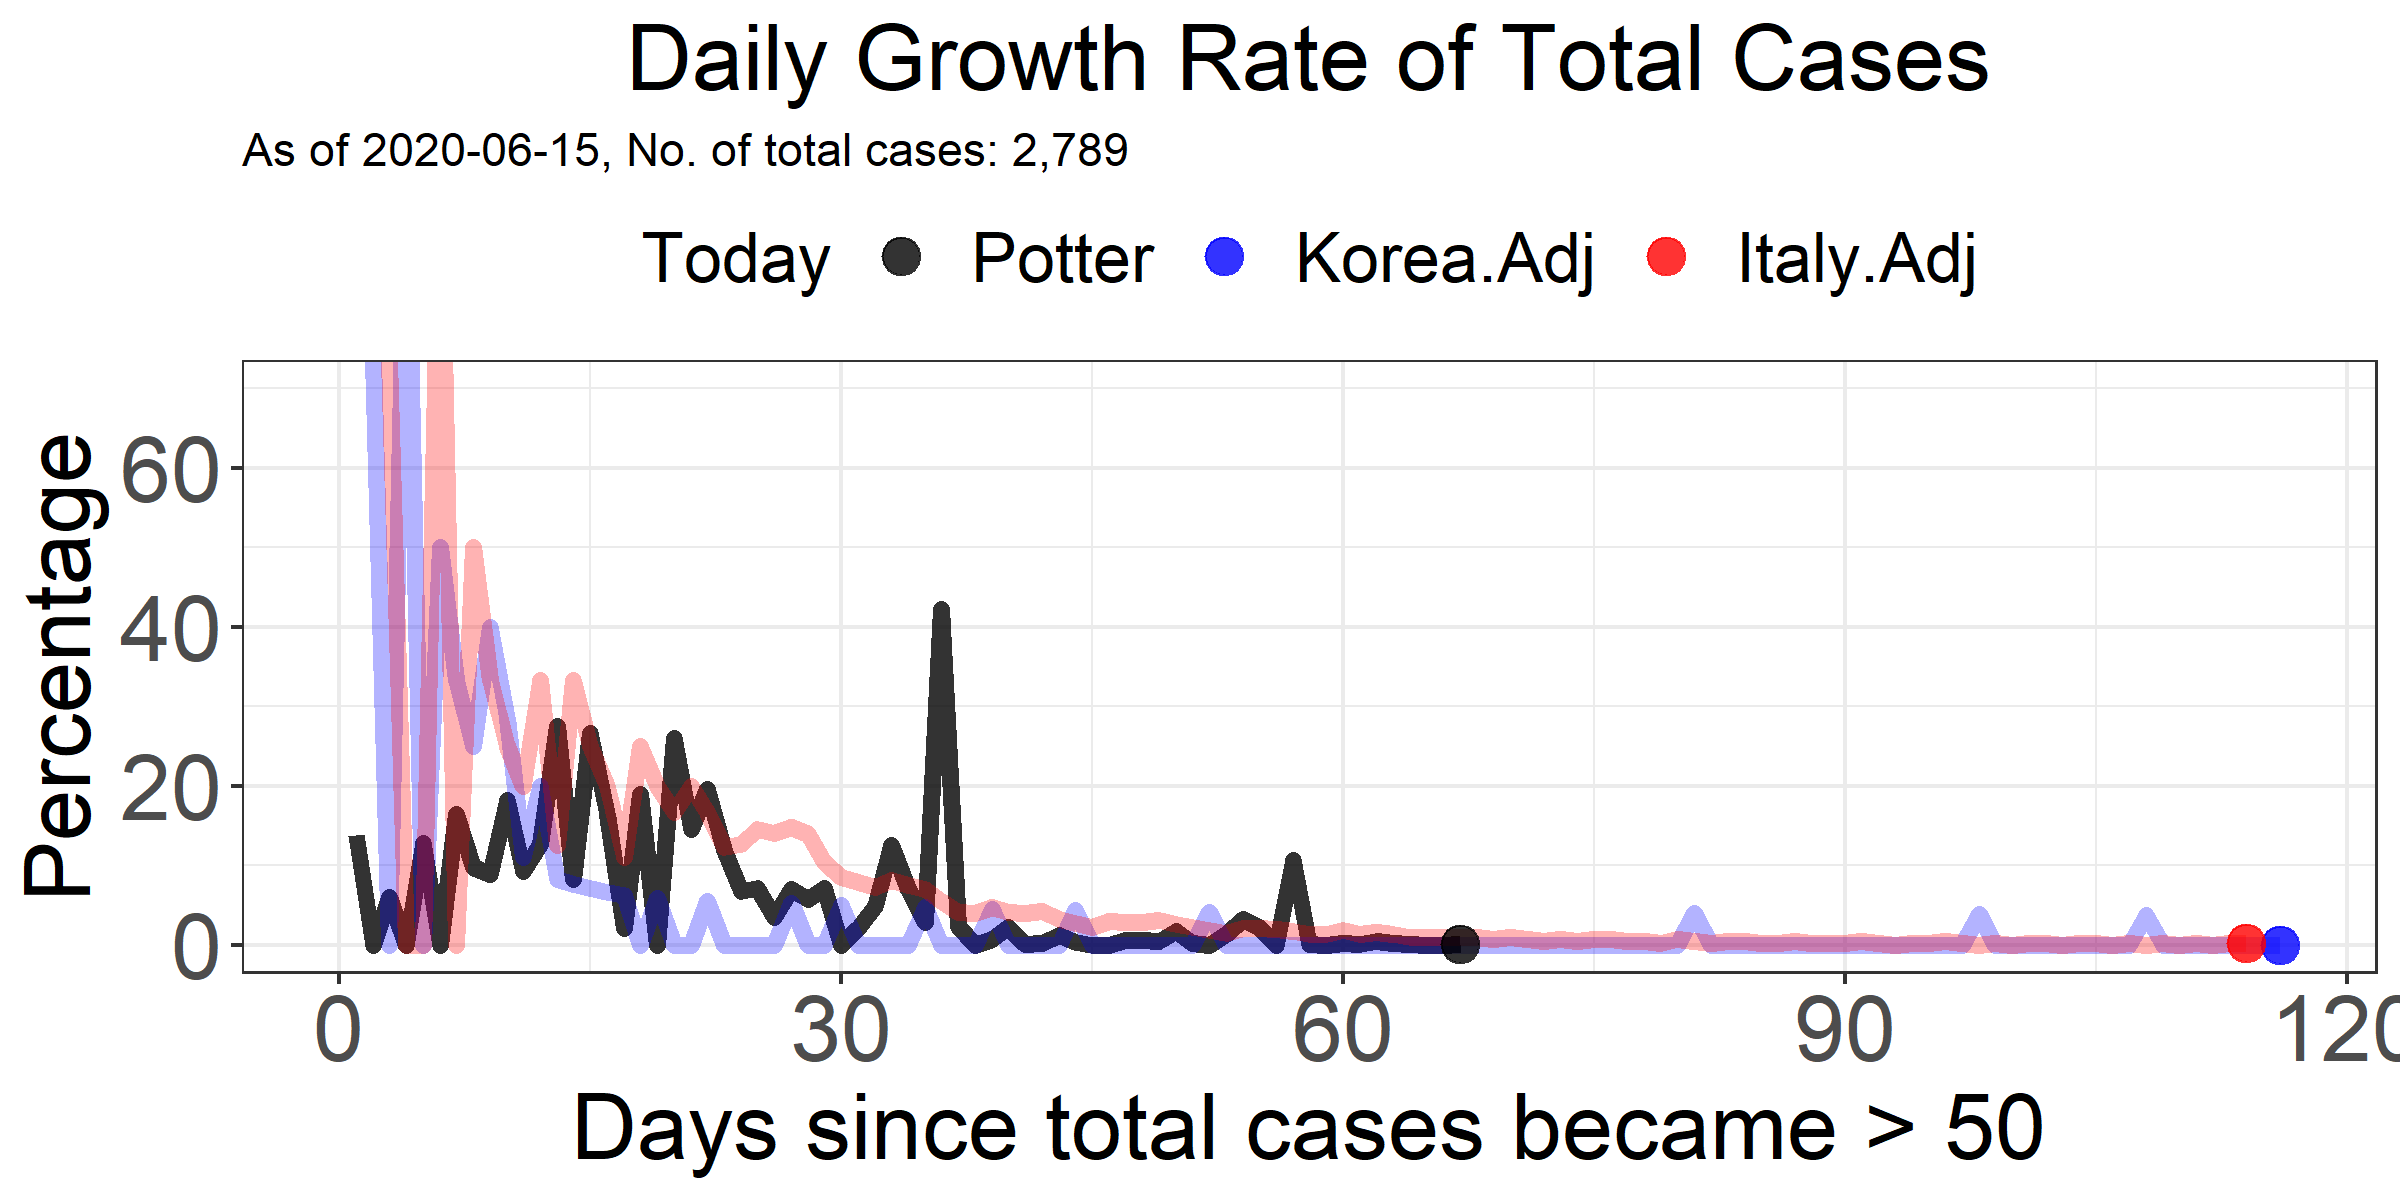 Daily Growth Rate of Total Cases
As of 2020-06-15, No. of total cases: 2,789
Today Potter Korea.Adj Italy.Adj
Percentage
60
40
20
0
0 30 60 90 120
Days since total cases became > 50